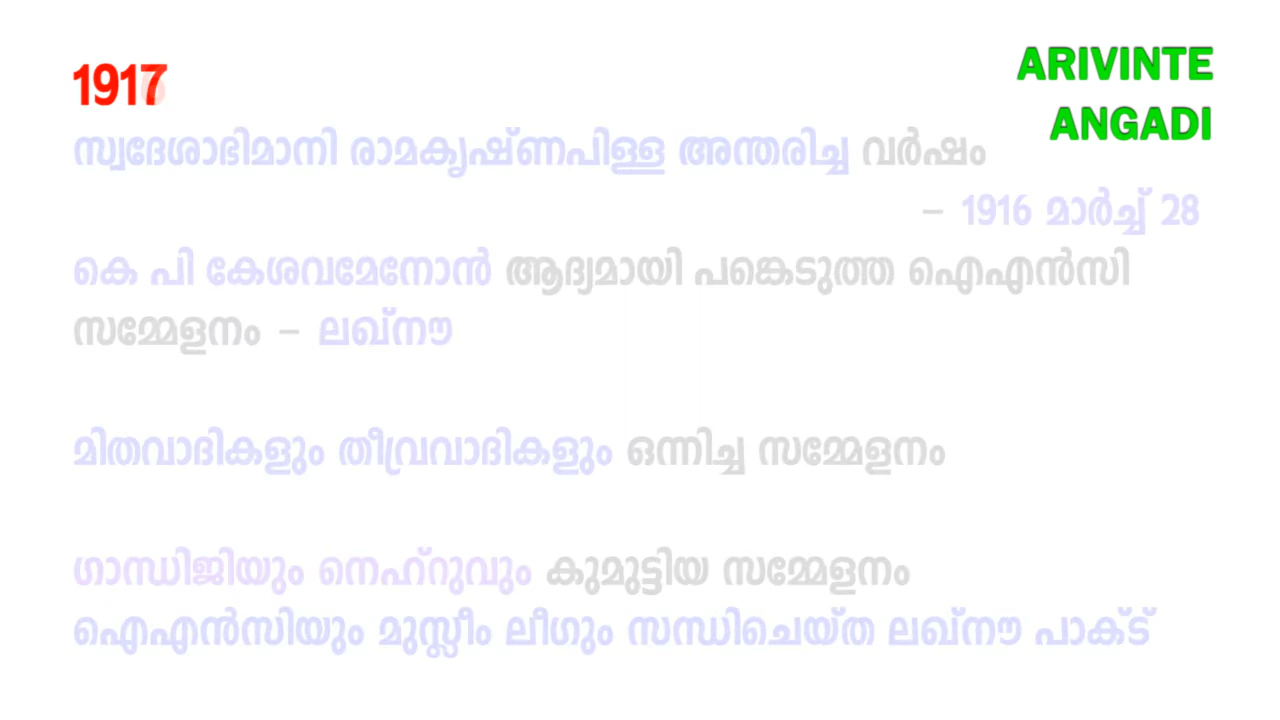 1917
ARIVINTE
ANGADI
സ്വദേശാഭിമാനി രാമകൃഷ്ണപിള്ള അന്തരിച്ച വർഷം
– 1916 മാർച്ച് 28
കെ പി കേശവമേനോൻ ആദ്യമായി പങ്കെടുത്ത ഐഎൻസി
സമ്മേളനം – ലഖ്നൗ
മിതവാദികളും തീവ്രവാദികളും ഒന്നിച്ച സമ്മേളനം
ഗാന്ധിജിയും നെഹ്റുവും കുമുട്ടിയ സമ്മേളനം
ഐഎൻസിയും മുസ്ലീം ലീഗും സന്ധിചെയ്ത ലഖ്നൗ പാക്ട്